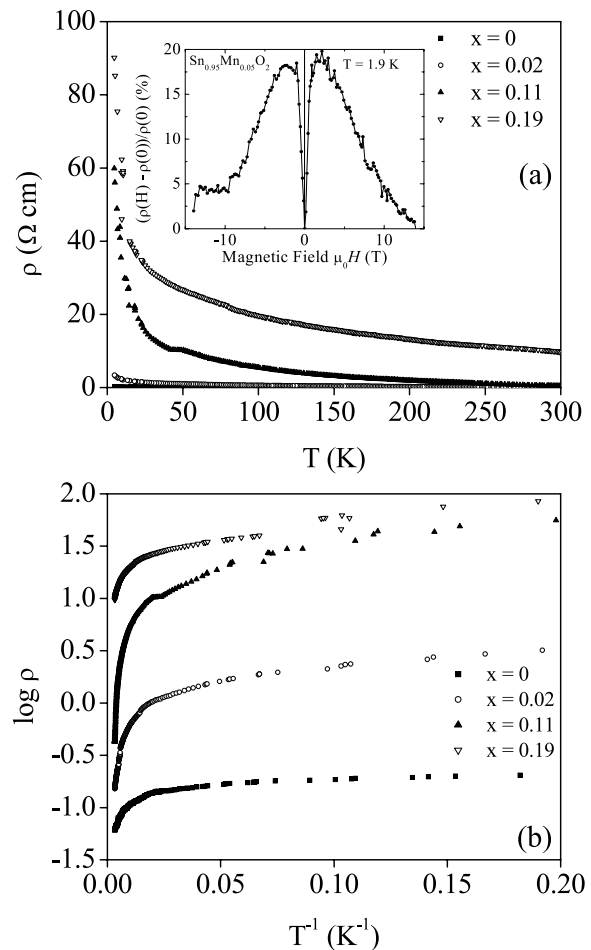 100
80
60
40
20
0
ρ (Ω cm)
0
50
100
150
200
250
300
T (K)
x = 0
x = 0.02
x = 0.11
x = 0.19
(a)
20
15
10
5
0
(ρ(H) - ρ(0))/ρ(0) (%)
Sn0.95Mn0.05O2
T = 1.9 K
-10
0
10
Magnetic Field μ0H (T)
2.0
1.5
1.0
0.5
0.0
-0.5
-1.0
-1.5
log ρ
x = 0
x = 0.02
x = 0.11
x = 0.19
(b)
0.00
0.05
0.10
0.15
0.20
T-1 (K-1)